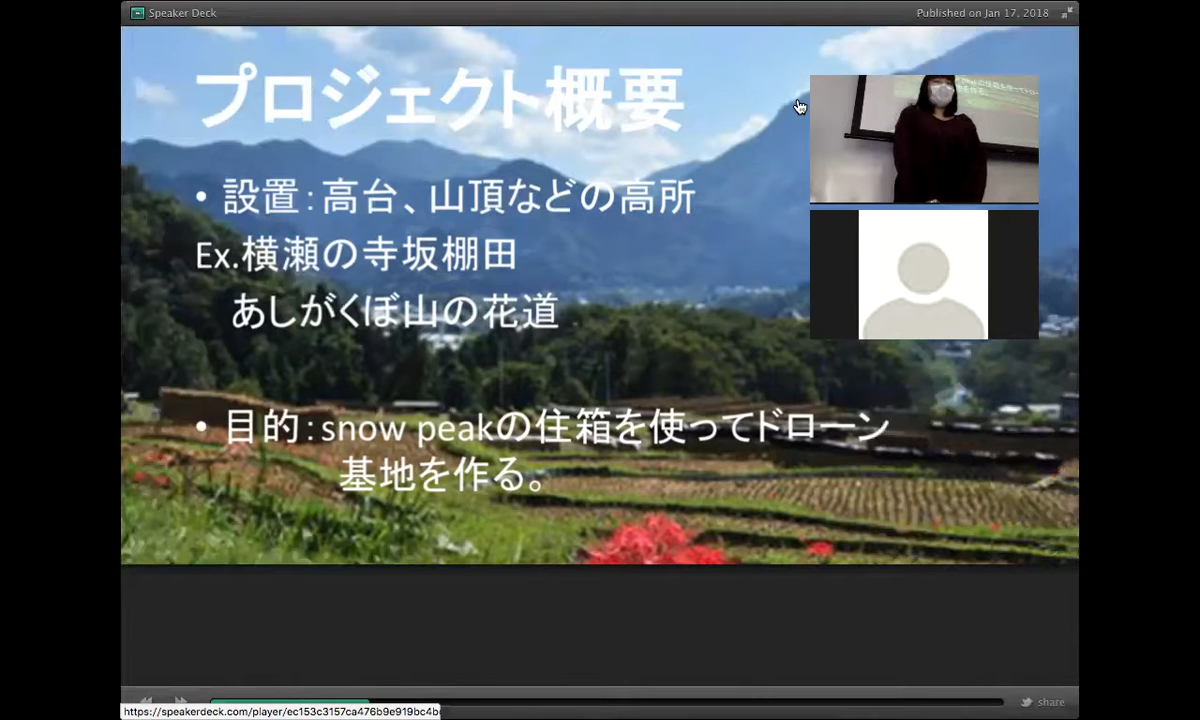 Speaker Deck
Published on Jan 17, 2018
プロジェクト概要
• 設置：高台、山頂などの高所
Ex.横瀬の寺坂棚田
あしがくぼ山の花道
• 目的：snow peakの住箱を使ってドローン
基地を作る。
share
https://speakerdeck.com/player/ec153c3157ca476b9e919bc4b